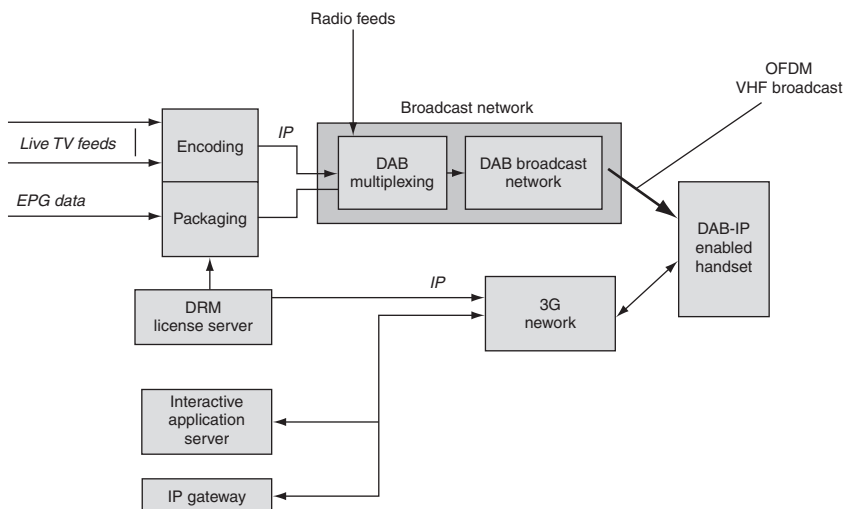 Radio feeds
OFDM
VHF broadcast
Broadcast network
Live TV feeds
Encoding
IP
DAB
multiplexing
DAB broadcast
network
EPG data
Packaging
DAB-IP
enabled
handset
DRM
license server
IP
3G
nework
Interactive
application
server
IP gateway